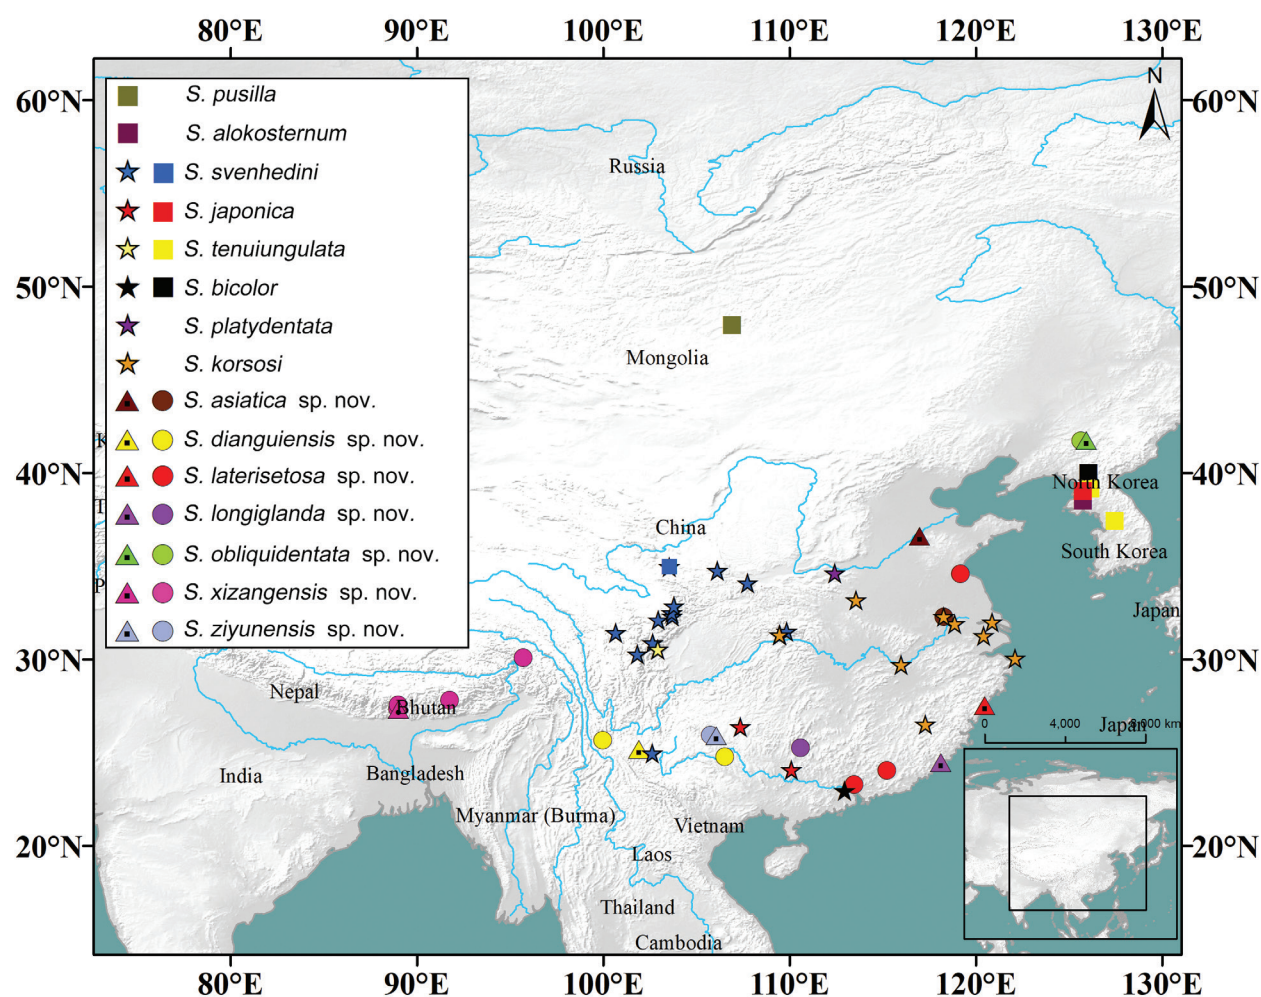 80°E 90°E 100°E 110°E 120°E 130°E
60°N 60°N
N
S. pusilla
S. alokosternum
S. svenhedini
Russia
S. japonica
S. tenuiungulata
S. bicolor
50°N 50°N
S. platydentata
Mongolia
S. korsosi
S. asiatica sp. nov.
K
S. dianguiensis sp. nov.
40°N 40°N
S. laterisetosa sp. nov.
North Korea
T
S. longiglanda sp. nov.
China
S. obliquidentata sp. nov.
South Korea
P
S. xizangensis sp. nov.
Japan
S. ziyunensis sp. nov.
30°N 30°N
Nepal
Bhutan
0 4,000 8,000 km
Japan
India
Bangladesh
Myanmar (Burma)
Vietnam
20°N 20°N
Laos
Thailand
Cambodia
80°E 90°E 100°E 110°E 120°E 130°E